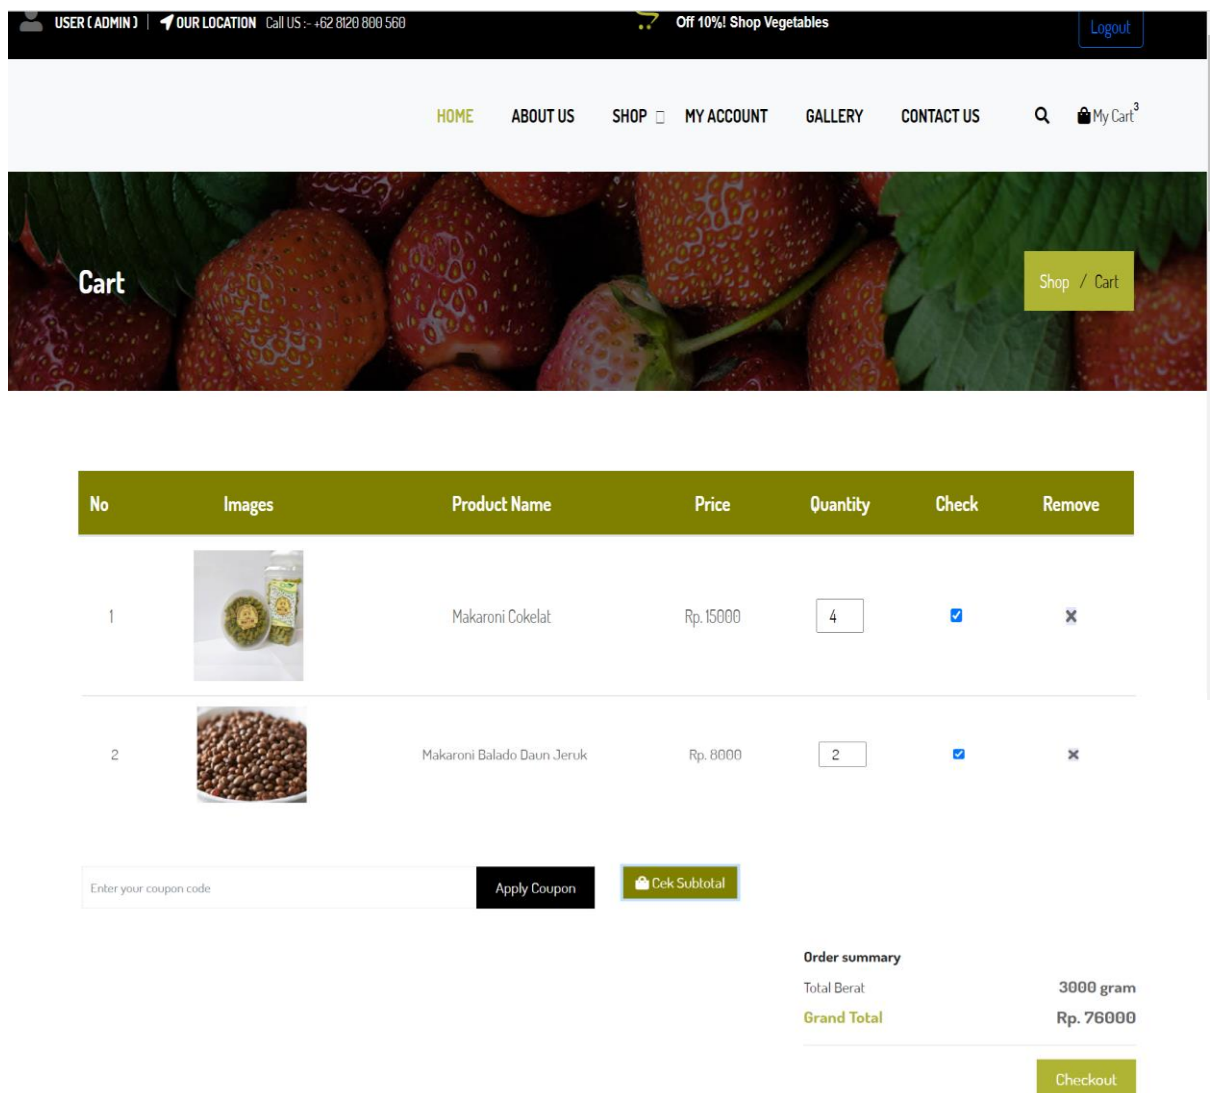 USER ( ADMIN ) | OUR LOCATION Call US :- +62 8120 800 560 Off 10%! Shop Vegetables Logout
HOME ABOUT US SHOP MY ACCOUNT GALLERY CONTACT US My Cart 3
Cart Shop / Cart
No Images Product Name Price Quantity Check Remove
1 Makaroni Cokelat Rp. 15000 4
2 Makaroni Balado Daun Jeruk Rp. 8000 2
Enter your coupon code Apply Coupon Cek Subtotal
Order summary
Total Berat 3000 gram
Grand Total Rp. 76000
Checkout